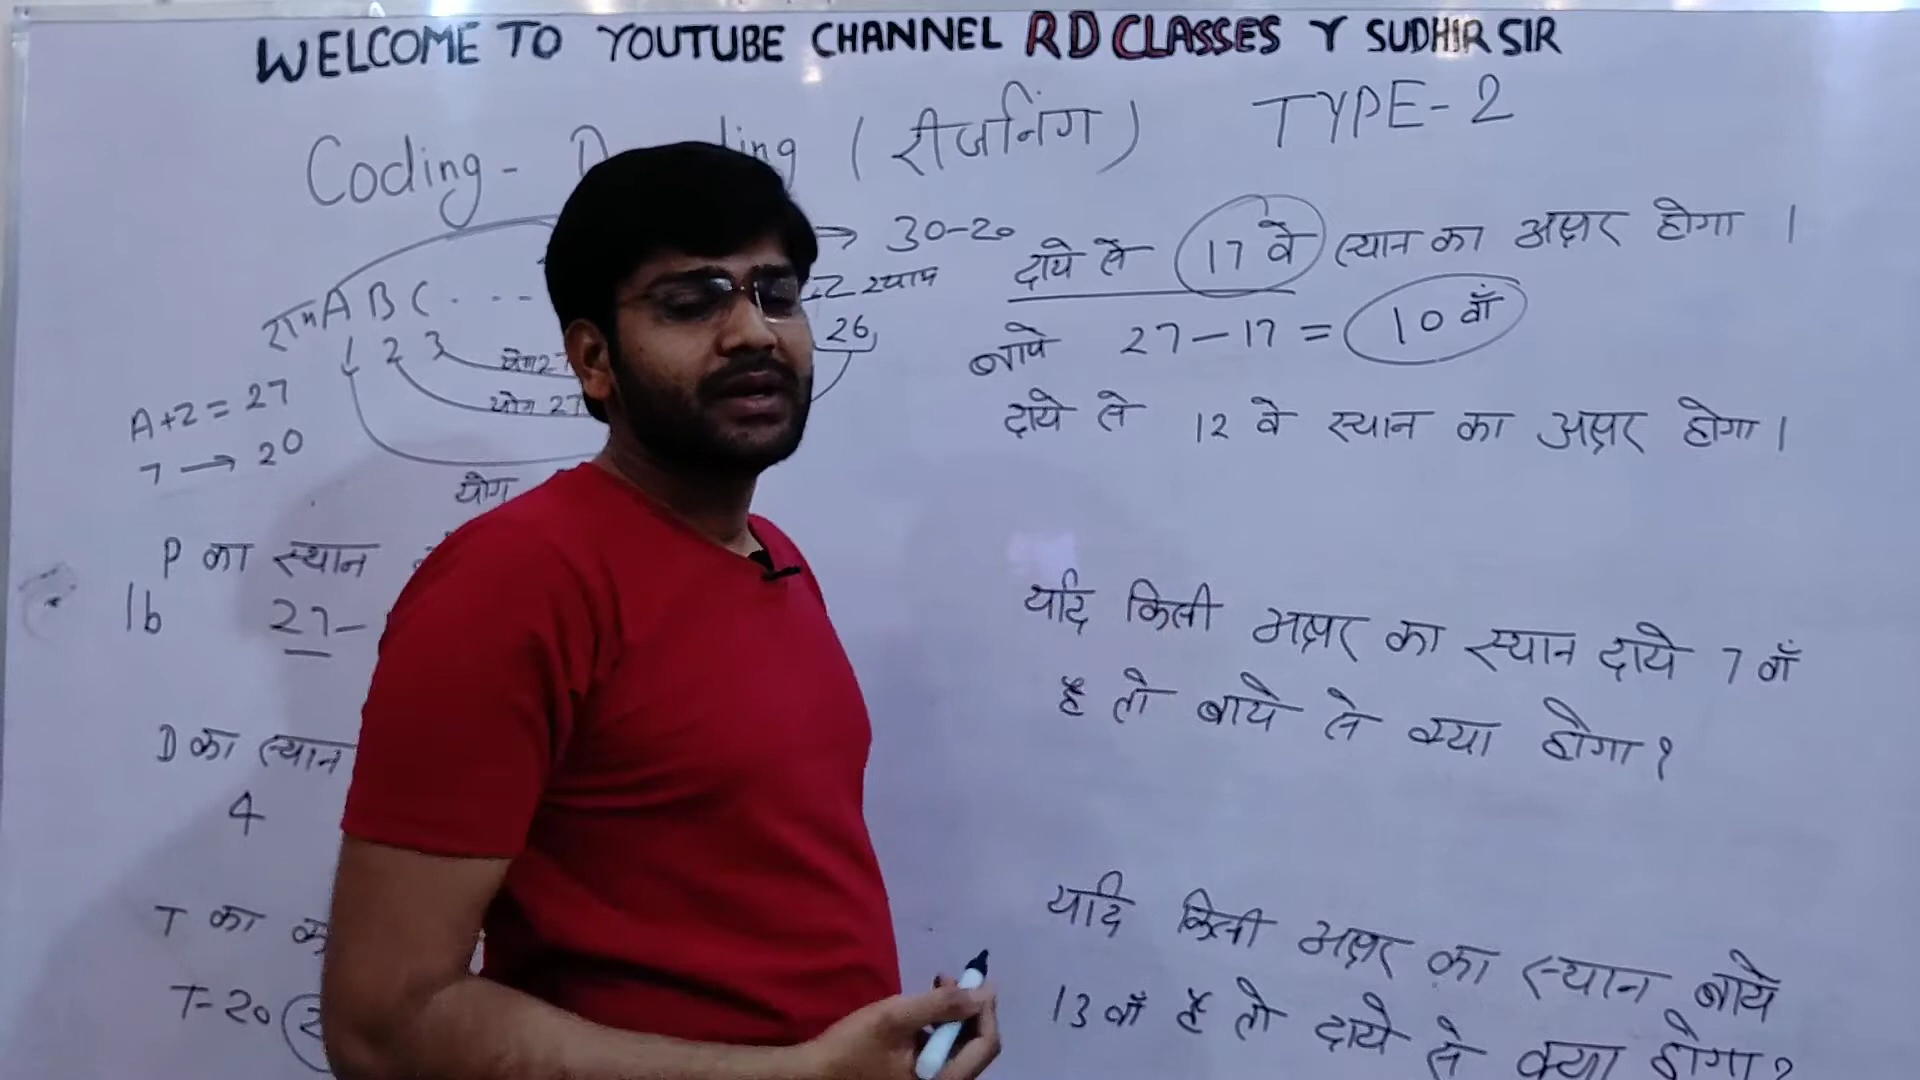 WELCOME TO YOUTUBE CHANNEL RD CLASSES Y SUDHIR SIR
Coding- (रीजनिंग) TYPE-2
→ 30-20
दाये से 17 वे स्थान का अक्षर होगा ।
A B C ....
26
1 2 3
योग 27
बाये 27-17 = 10 वाँ
A+Z = 27
योग 27
दाये से 12 वे स्थान का अक्षर होगा ।
7 → 20
योग
P का स्थान
16 27-
यदि किसी अक्षर का स्थान दाये 7 वाँ
है तो बाये से क्या होगा ?
D का स्थान
4
यदि किसी अक्षर का स्थान बाये
T का
13 वाँ है तो दाये से क्या होगा ?
T-20